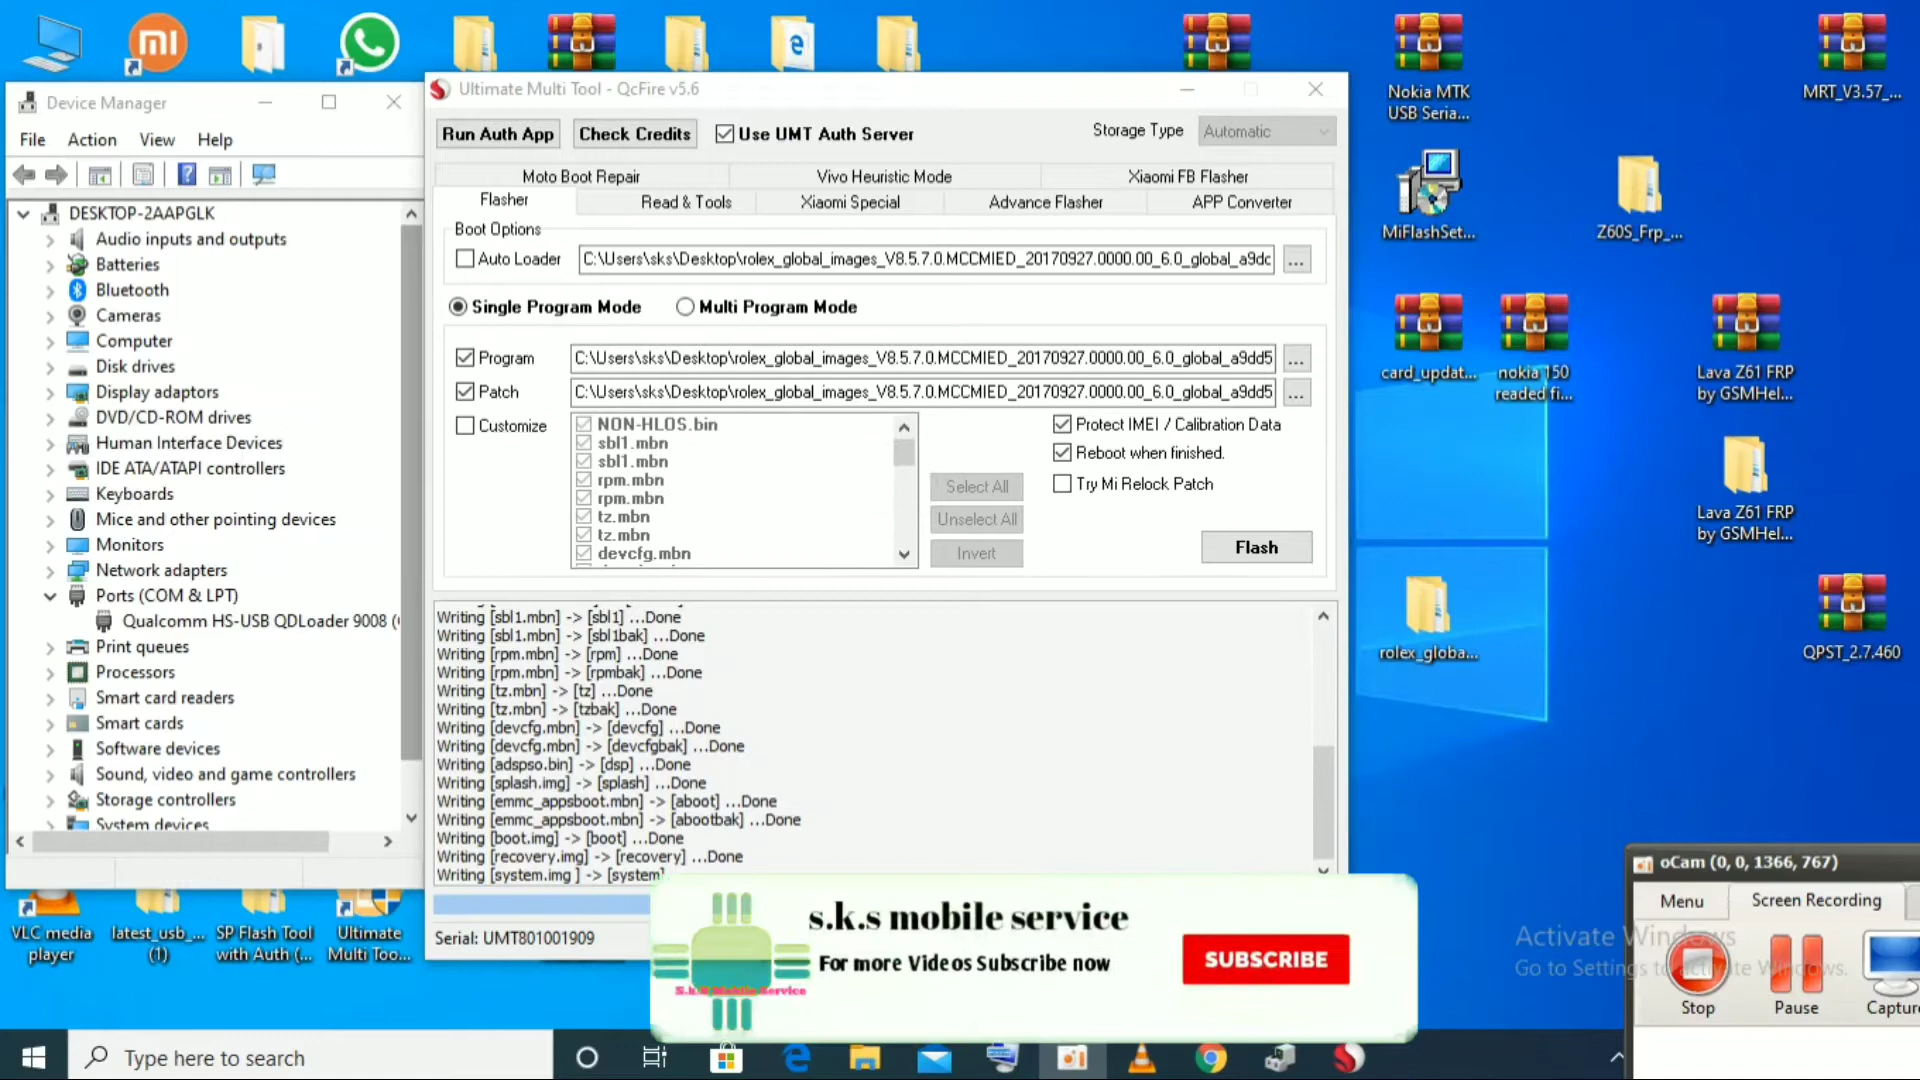 Nokia MTK
USB Seria...
MRT_V3.57_...
MiFlashSet...
Z60S_Frp_...
card_updat...
nokia 150
readed fi...
Lava Z61 FRP
by GSMHel...
Lava Z61 FRP
by GSMHel...
rolex_globa...
QPST_2.7.460
Device Manager
File Action View Help
DESKTOP-2AAPGLK
Audio inputs and outputs
Batteries
Bluetooth
Cameras
Computer
Disk drives
Display adaptors
DVD/CD-ROM drives
Human Interface Devices
IDE ATA/ATAPI controllers
Keyboards
Mice and other pointing devices
Monitors
Network adapters
Ports (COM & LPT)
Qualcomm HS-USB QDLoader 9008 (
Print queues
Processors
Smart card readers
Smart cards
Software devices
Sound, video and game controllers
Storage controllers
System devices
Ultimate Multi Tool - QcFire v5.6
Run Auth App Check Credits Use UMT Auth Server Storage Type Automatic
Moto Boot Repair Vivo Heuristic Mode Xiaomi FB Flasher
Flasher Read & Tools Xiaomi Special Advance Flasher APP Converter
Boot Options
Auto Loader C:\Users\sks\Desktop\rolex_global_images_V8.5.7.0.MCCMIED_20170927.0000.00_6.0_global_a9dc ...
Single Program Mode Multi Program Mode
Program C:\Users\sks\Desktop\rolex_global_images_V8.5.7.0.MCCMIED_20170927.0000.00_6.0_global_a9dd5 ...
Patch C:\Users\sks\Desktop\rolex_global_images_V8.5.7.0.MCCMIED_20170927.0000.00_6.0_global_a9dd5 ...
Customize
NON-HLOS.bin
sbl1.mbn
sbl1.mbn
rpm.mbn
rpm.mbn
tz.mbn
tz.mbn
devcfg.mbn
Select All
Unselect All
Invert
Protect IMEI / Calibration Data
Reboot when finished.
Try Mi Relock Patch
Flash
Writing [sbl1.mbn] -> [sbl1] ...Done
Writing [sbl1.mbn] -> [sbl1bak] ...Done
Writing [rpm.mbn] -> [rpm] ...Done
Writing [rpm.mbn] -> [rpmbak] ...Done
Writing [tz.mbn] -> [tz] ...Done
Writing [tz.mbn] -> [tzbak] ...Done
Writing [devcfg.mbn] -> [devcfg] ...Done
Writing [devcfg.mbn] -> [devcfgbak] ...Done
Writing [adspso.bin] -> [dsp] ...Done
Writing [splash.img] -> [splash] ...Done
Writing [emmc_appsboot.mbn] -> [aboot] ...Done
Writing [emmc_appsboot.mbn] -> [abootbak] ...Done
Writing [boot.img] -> [boot] ...Done
Writing [recovery.img] -> [recovery] ...Done
Writing [system.img ] -> [system]
Serial: UMT801001909
VLC media
player
latest_usb_...
(1)
SP Flash Tool
with Auth (...
Ultimate
Multi Too...
s.k.s mobile service
For more Videos Subscribe now
SUBSCRIBE
S.k.S Mobile Service
oCam (0, 0, 1366, 767)
Menu Screen Recording
Stop Pause Capture
Activate Windows
Go to Settings to activate Windows.
Type here to search